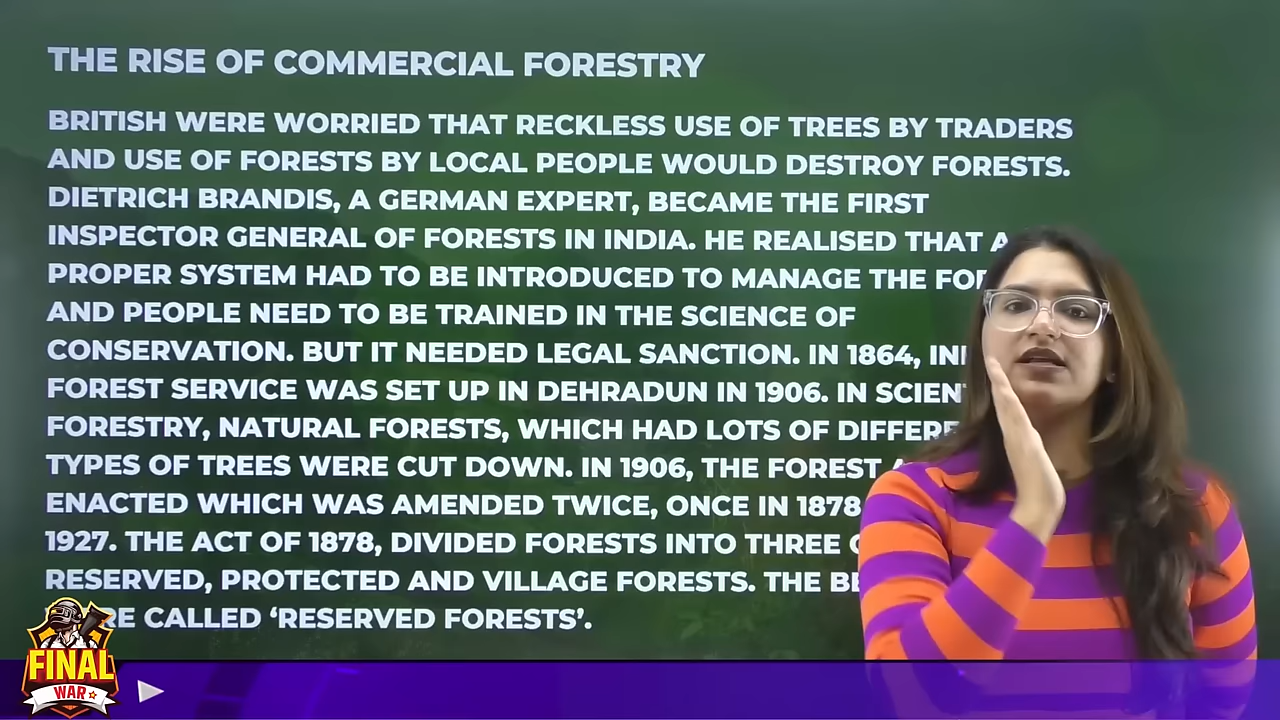 THE RISE OF COMMERCIAL FORESTRY
BRITISH WERE WORRIED THAT RECKLESS USE OF TREES BY TRADERS
AND USE OF FORESTS BY LOCAL PEOPLE WOULD DESTROY FORESTS.
DIETRICH BRANDIS, A GERMAN EXPERT, BECAME THE FIRST
INSPECTOR GENERAL OF FORESTS IN INDIA. HE REALISED THAT A
PROPER SYSTEM HAD TO BE INTRODUCED TO MANAGE THE
AND PEOPLE NEED TO BE TRAINED IN THE SCIENCE OF
CONSERVATION. BUT IT NEEDED LEGAL SANCTION. IN 1864,
FOREST SERVICE WAS SET UP IN DEHRADUN IN 1906. IN
FORESTRY, NATURAL FORESTS, WHICH HAD LOTS OF
TYPES OF TREES WERE CUT DOWN. IN 1906, THE FOREST
ENACTED WHICH WAS AMENDED TWICE, ONCE IN 1878
1927. THE ACT OF 1878, DIVIDED FORESTS INTO THREE
RESERVED, PROTECTED AND VILLAGE FORESTS. THE
CALLED ‘RESERVED FORESTS’.
FINAL
WAR